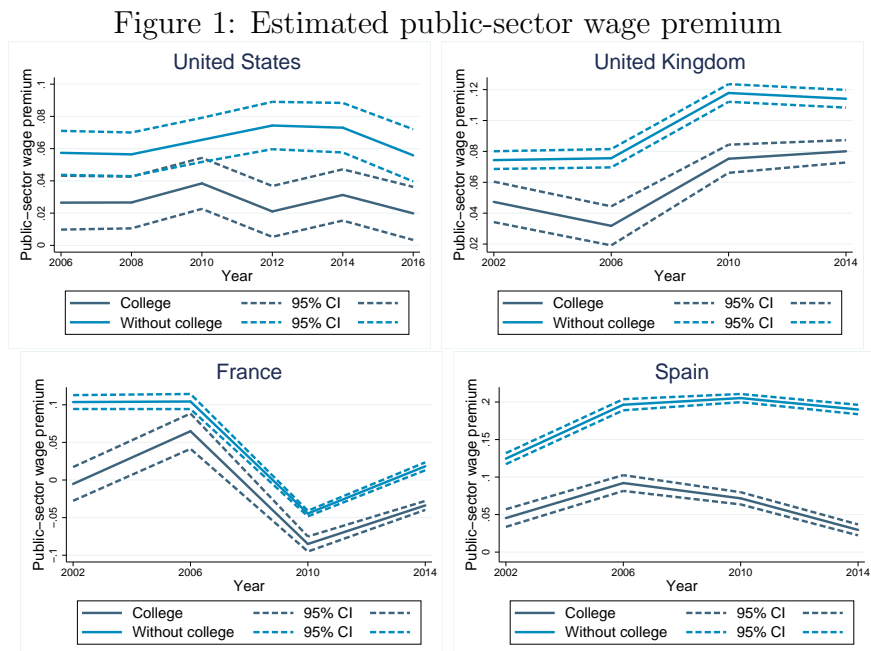 Figure 1: Estimated public-sector wage premium
United States
Public−sector wage premium
0 .02 .04 .06 .08 .1
2006 2008 2010 2012 2014 2016
Year
College 95% CI
Without college 95% CI
United Kingdom
Public−sector wage premium
.02 .04 .06 .08 .1 .12
2002 2006 2010 2014
Year
College 95% CI
Without college 95% CI
France
Public−sector wage premium
−.1 −.05 0 .05 .1
2002 2006 2010 2014
Year
College 95% CI
Without college 95% CI
Spain
Public−sector wage premium
0 .05 .1 .15 .2
2002 2006 2010 2014
Year
College 95% CI
Without college 95% CI